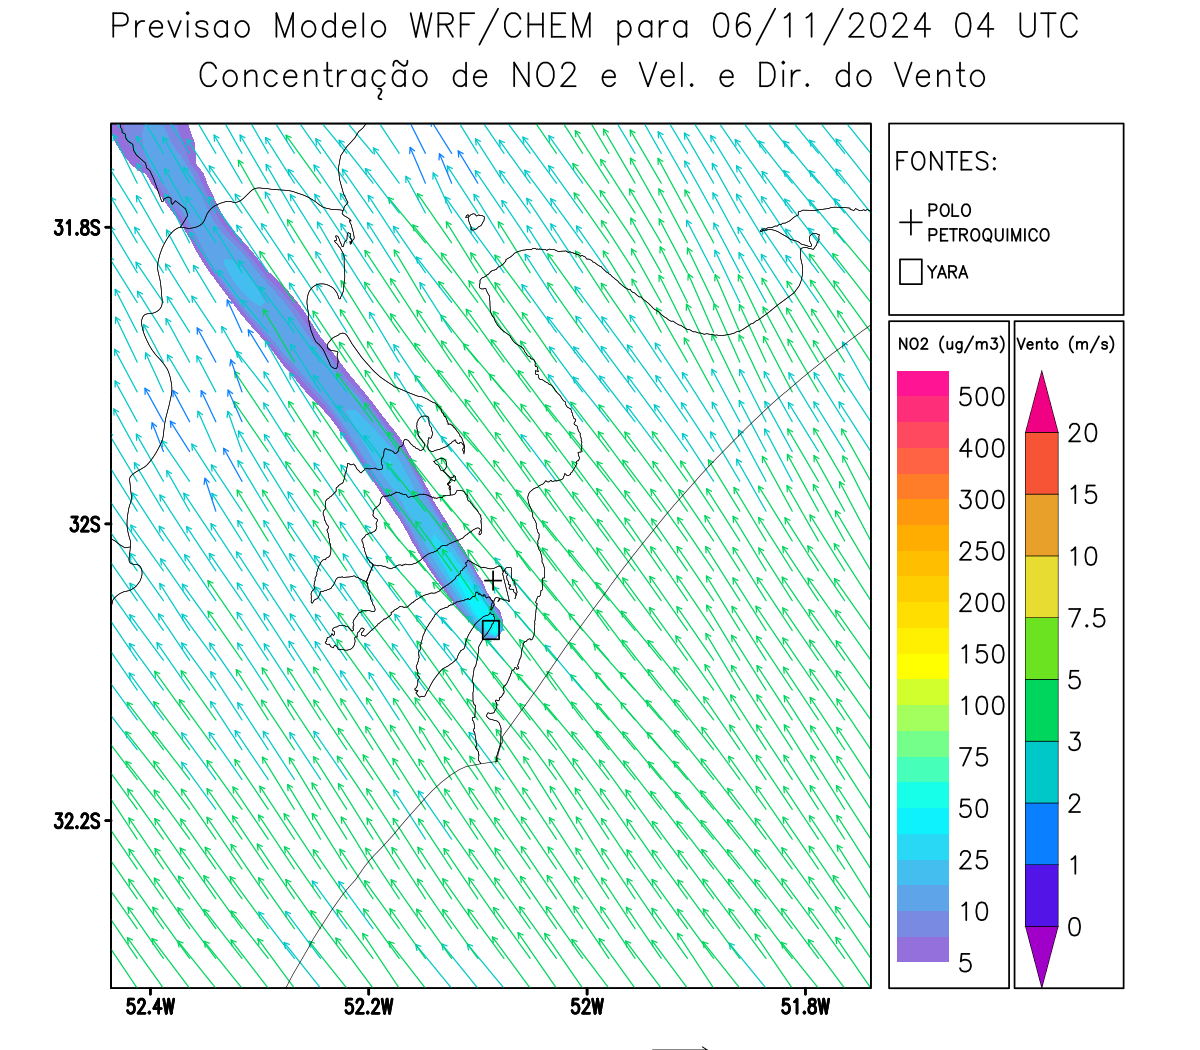 Previsao Modelo WRF/CHEM para 06/11/2024 04 UTC
Concentração de NO2 e Vel. e Dir. do Vento
31.8S
32S
32.2S
52.4W
52.2W
52W
51.8W
FONTES:
POLO
PETROQUIMICO
YARA
NO2 (ug/m3)
500
400
300
250
200
150
100
75
50
25
10
5
Vento (m/s)
20
15
10
7.5
5
3
2
1
0